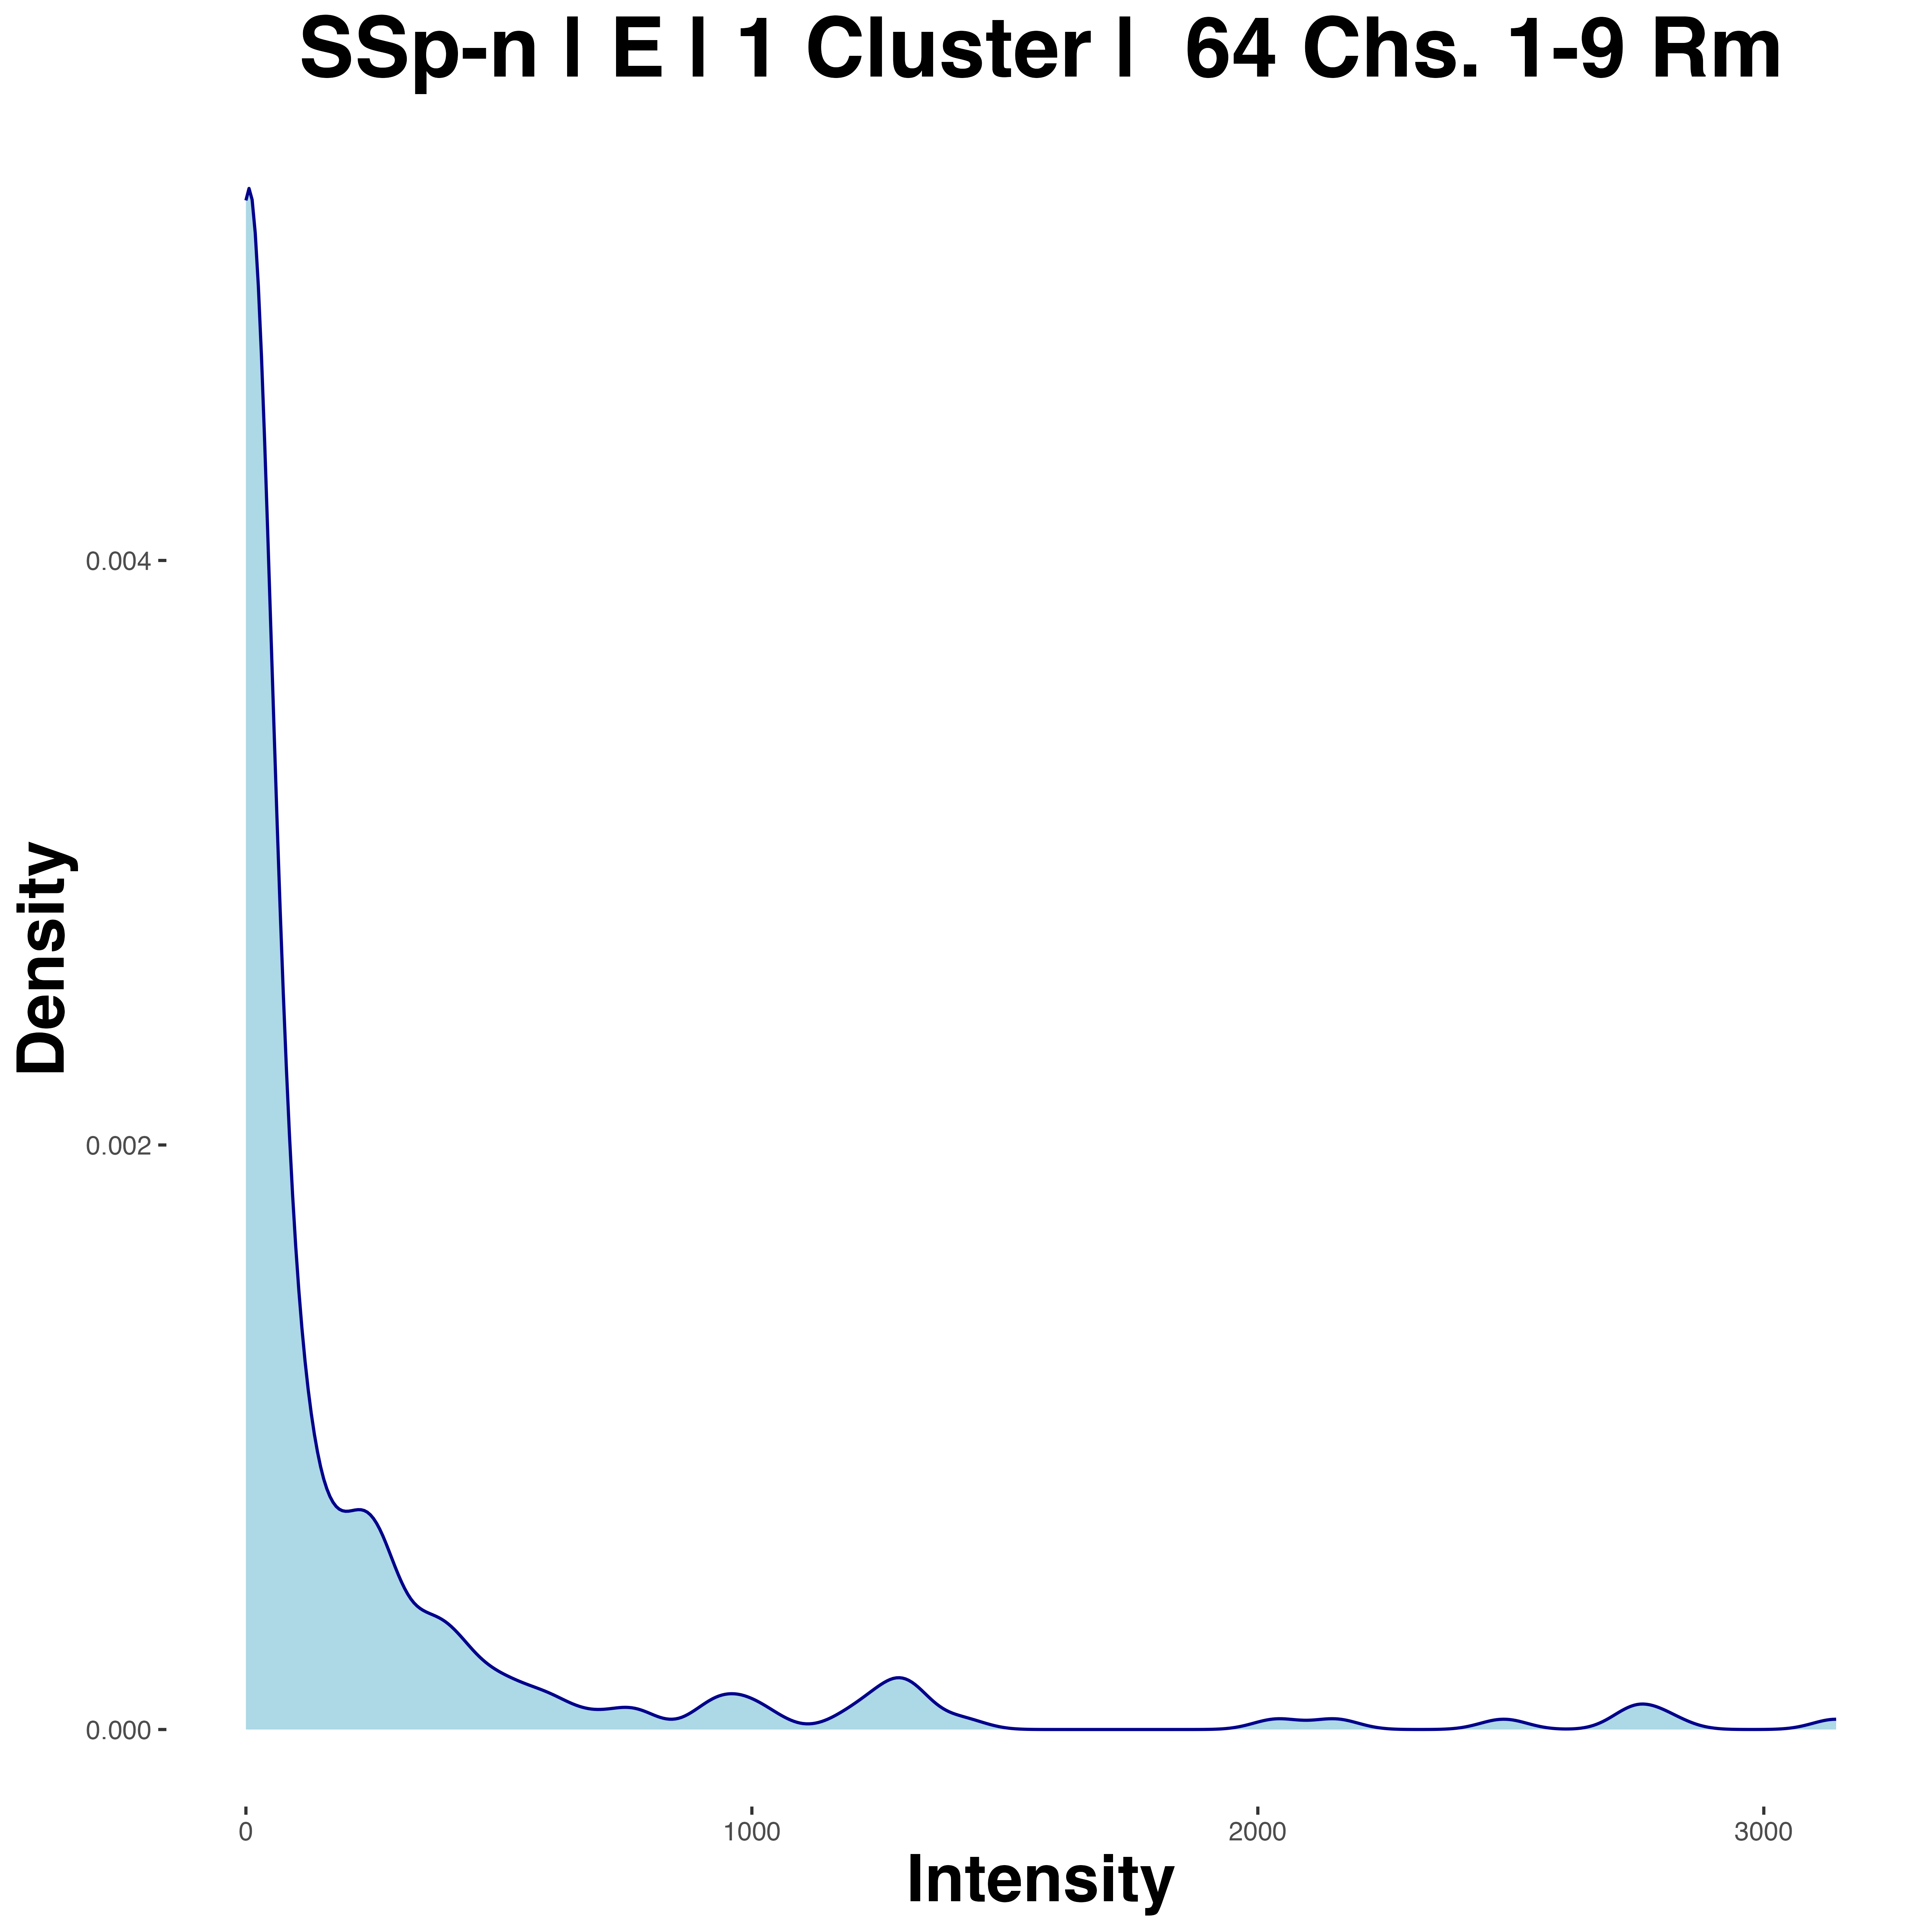 SSp-n | E | 1 Cluster | 64 Chs. 1-9 Rm
Density
0.004
0.002
0.000
0 1000 2000 3000
Intensity